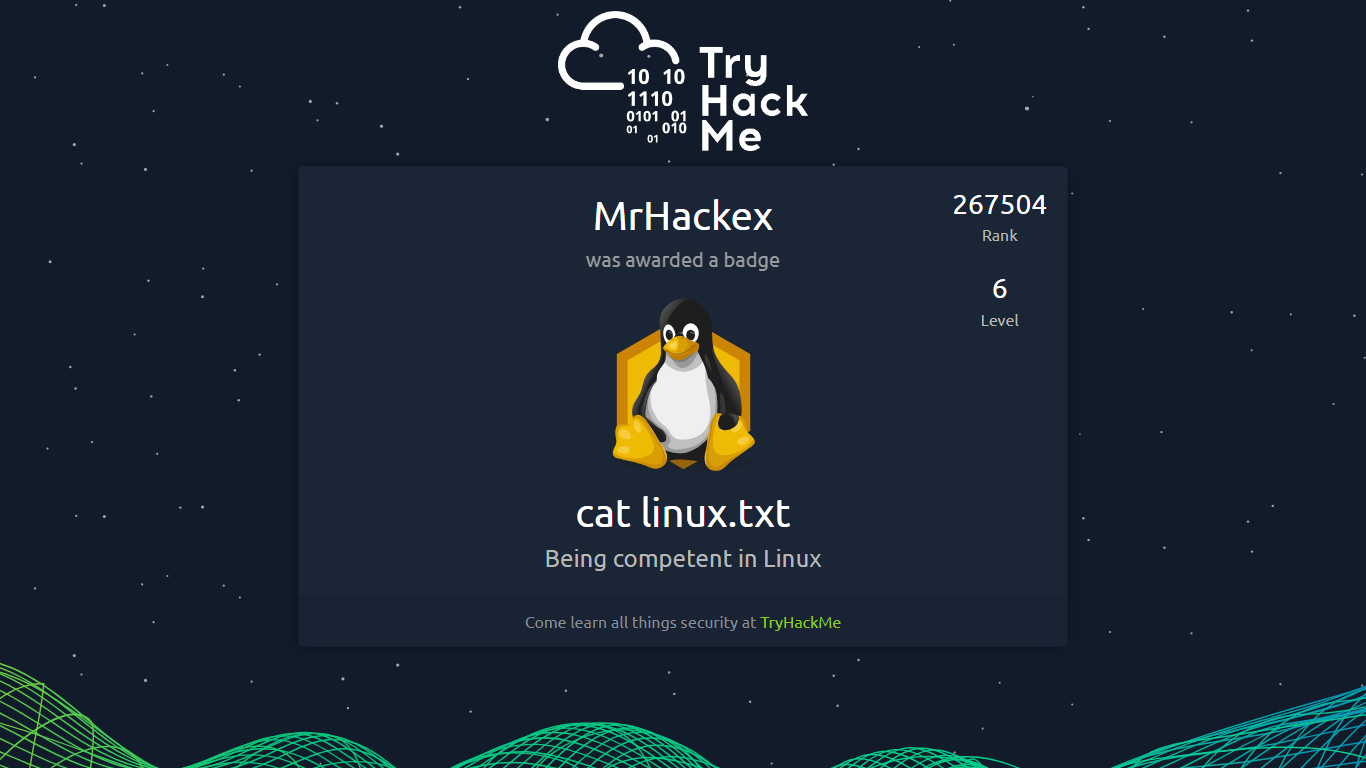 10 10
1110
0101 01
01 010
01
Try
Hack
Me
MrHackex
was awarded a badge
267504
Rank
6
Level
cat linux.txt
Being competent in Linux
Come learn all things security at TryHackMe